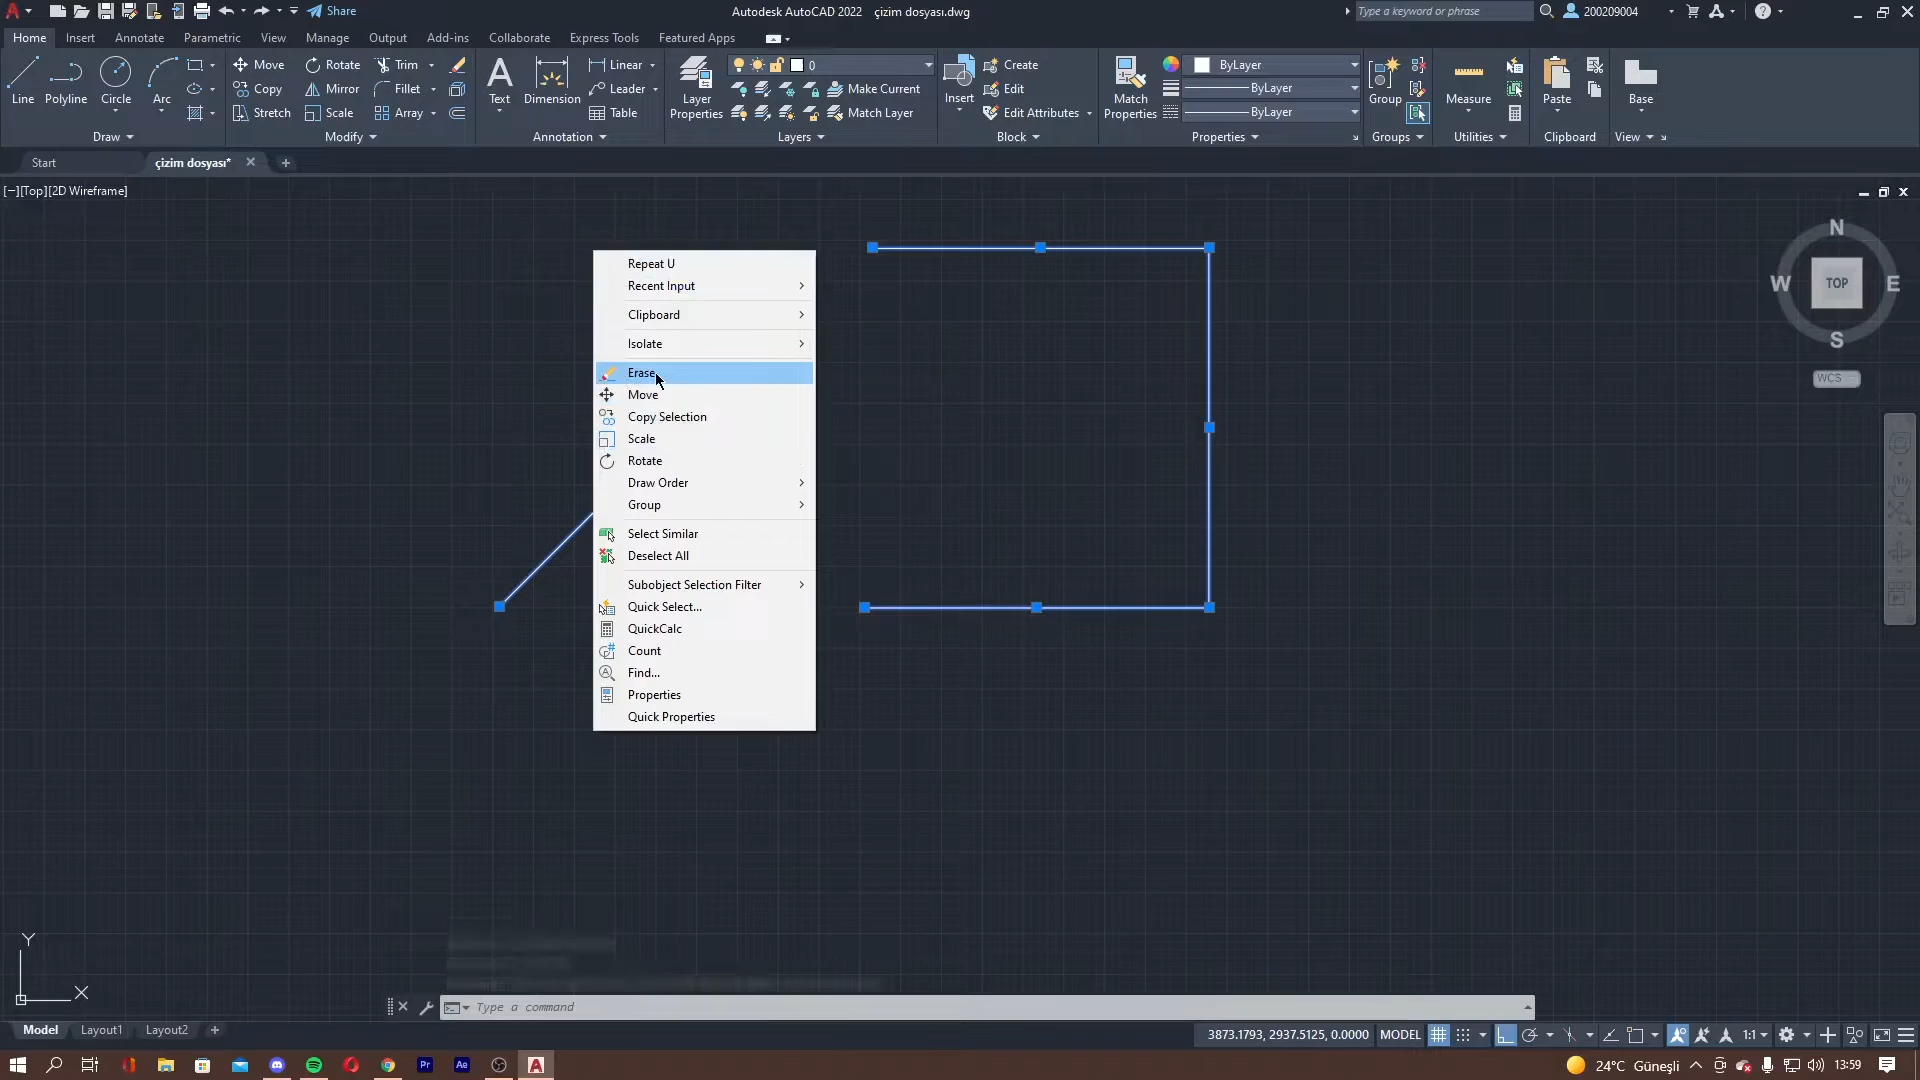 Share
Autodesk AutoCAD 2022 çizim dosyası.dwg
Type a keyword or phrase
200209004
Home Insert Annotate Parametric View Manage Output Add-ins Collaborate Express Tools Featured Apps
Line
Polyline
Circle
Arc
Draw
Move Rotate Trim
Copy Mirror Fillet
Stretch Scale Array
Modify
Text
Dimension
Linear
Leader
Table
Annotation
Layer
Properties
0
Make Current
Match Layer
Layers
Insert
Create
Edit
Edit Attributes
Block
Match
Properties
ByLayer
ByLayer
ByLayer
Properties
Group
Groups
Measure
Utilities
Paste
Clipboard
Base
View
Start çizim dosyası*
[−][Top][2D Wireframe]
N
W TOP E
S
WCS
Repeat U
Recent Input
Clipboard
Isolate
Erase
Move
Copy Selection
Scale
Rotate
Draw Order
Group
Select Similar
Deselect All
Subobject Selection Filter
Quick Select...
QuickCalc
Count
Find...
Properties
Quick Properties
Y
X
Type a command
Model Layout1 Layout2
3873.1793, 2937.5125, 0.0000 MODEL 1:1
Pr Ae A
24°C Güneşli 13:59